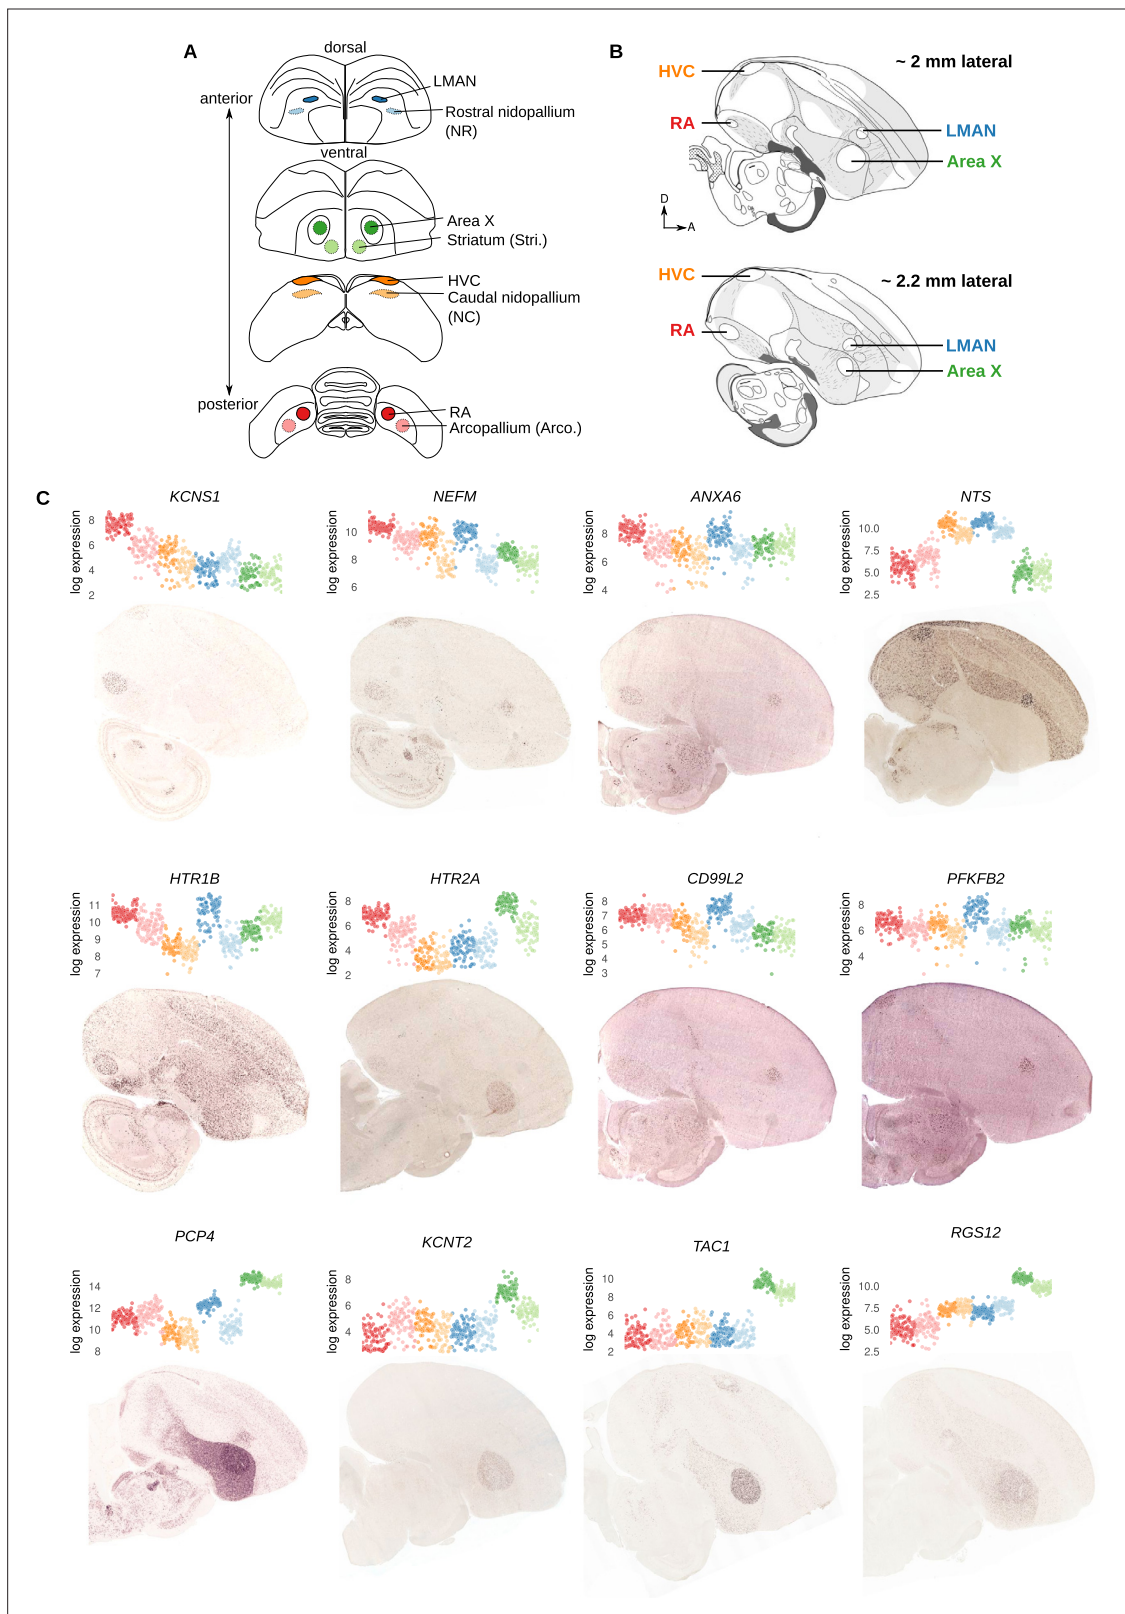 A
dorsal
LMAN
anterior
Rostral nidopallium
(NR)
ventral
Area X
Striatum (Stri.)
HVC
Caudal nidopallium
(NC)
posterior
RA
Arcopallium (Arco.)
B
~ 2 mm lateral
HVC
RA
LMAN
Area X
D
A
~ 2.2 mm lateral
HVC
RA
LMAN
Area X
C
KCNS1
log expression
8
6
4
2
NEFM
log expression
10
8
6
ANXA6
log expression
8
6
4
NTS
log expression
10.0
7.5
5.0
2.5
HTR1B
log expression
11
10
9
8
7
HTR2A
log expression
8
6
4
2
CD99L2
log expression
8
7
6
5
4
3
PFKFB2
log expression
8
6
4
PCP4
log expression
14
12
10
8
KCNT2
log expression
8
6
4
TAC1
log expression
10
8
6
4
2
RGS12
log expression
10.0
7.5
5.0
2.5